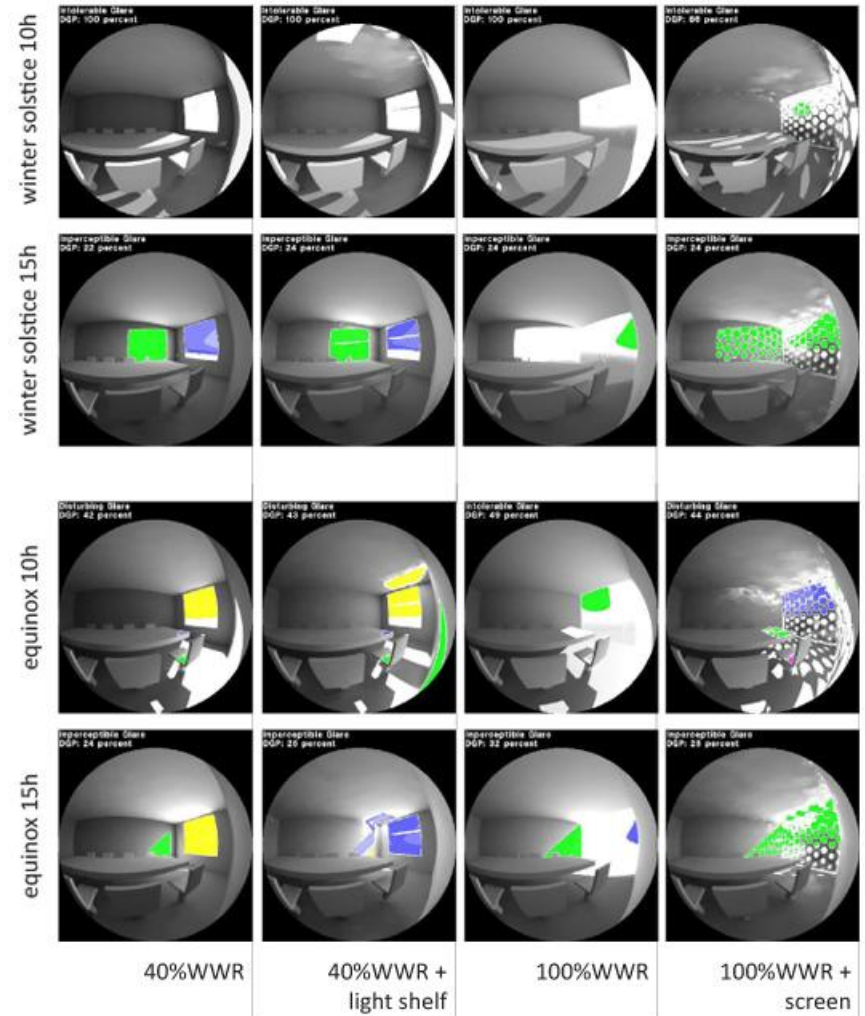 winter solstice 10h
Intolerable Glare
DGP: 100 percent
Intolerable Glare
DGP: 100 percent
Intolerable Glare
DGP: 100 percent
Intolerable Glare
DGP: 66 percent
winter solstice 15h
Imperceptible Glare
DGP: 22 percent
Imperceptible Glare
DGP: 24 percent
Imperceptible Glare
DGP: 24 percent
Imperceptible Glare
DGP: 24 percent
equinox 10h
Disturbing Glare
DGP: 42 percent
Disturbing Glare
DGP: 43 percent
Intolerable Glare
DGP: 49 percent
Disturbing Glare
DGP: 44 percent
equinox 15h
Imperceptible Glare
DGP: 24 percent
Imperceptible Glare
DGP: 25 percent
Imperceptible Glare
DGP: 32 percent
Imperceptible Glare
DGP: percent
40%WWR
40%WWR +
light shelf
100%WWR
100%WWR +
screen